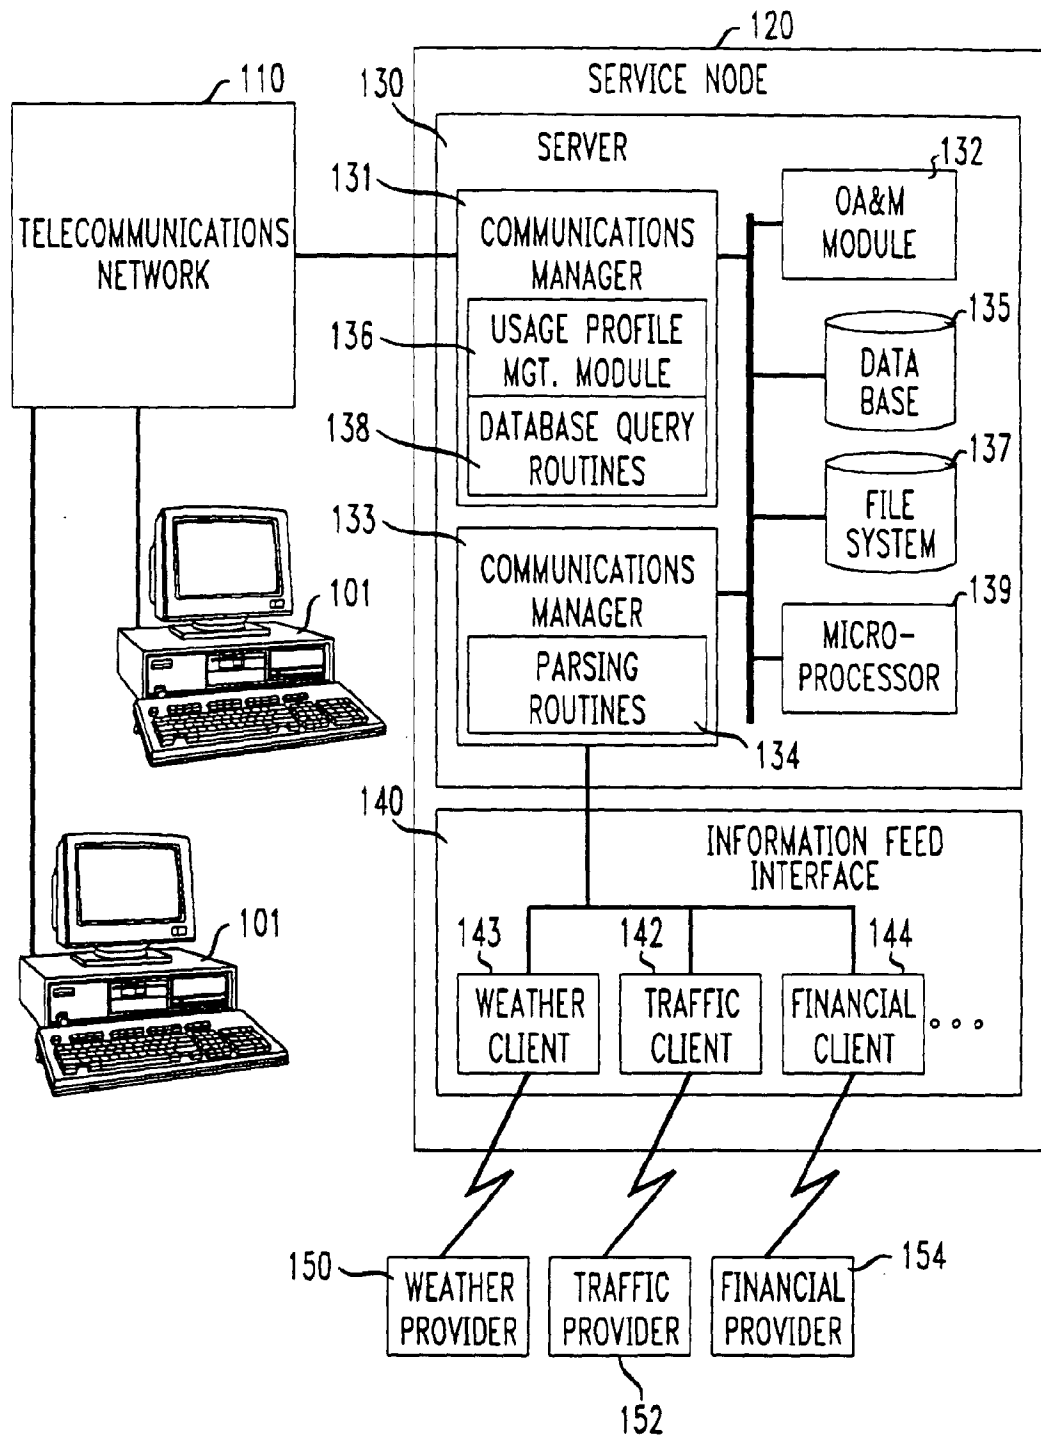 120
SERVICE NODE
110
130
SERVER
132
131
OA&M
MODULE
TELECOMMUNICATIONS
NETWORK
COMMUNICATIONS
MANAGER
135
136
USAGE PROFILE
MGT. MODULE
DATA
BASE
138
DATABASE QUERY
ROUTINES
137
133
FILE
SYSTEM
COMMUNICATIONS
MANAGER
101
139
MICRO-
PROCESSOR
PARSING
ROUTINES
134
140
INFORMATION FEED
INTERFACE
101
143
142
144
WEATHER
CLIENT
TRAFFIC
CLIENT
FINANCIAL
CLIENT
150
154
WEATHER
PROVIDER
TRAFFIC
PROVIDER
FINANCIAL
PROVIDER
152